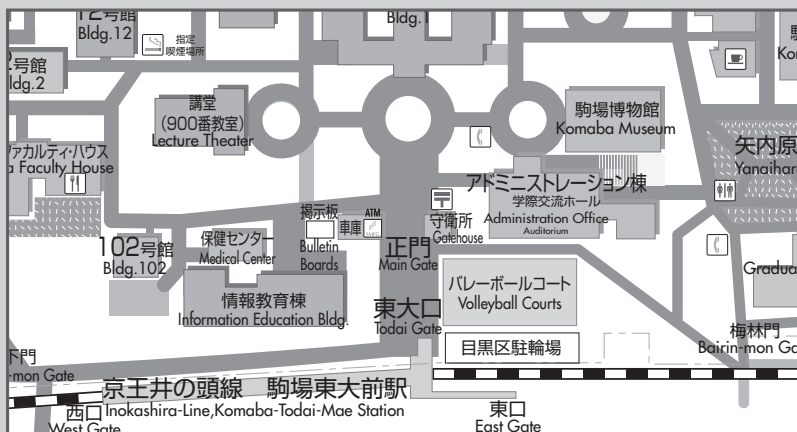 12号館
Bldg.12
指定
喫煙場所
Bldg.1
号館
ldg.2
講堂
(900番教室)
Lecture Theater
駒場博物館
Komaba Museum
ァカルティ・ハウス
a Faculty House
矢内原
Yanaihar
アドミニストレーション棟
学際交流ホール
Administration Office
Auditorium
掲示板
Bulletin
Boards
車庫
ATM
SMBC
守衛所
Gatehouse
102号館
Bldg.102
保健センター
Medical Center
正門
Main Gate
情報教育棟
Information Education Bldg.
バレーボールコート
Volleyball Courts
Gradua
東大口
Todai Gate
目黒区駐輪場
梅林門
Bairin-mon Ga
下門
-mon Gate
京王井の頭線 駒場東大前駅
Inokashira-Line,Komaba-Todai-Mae Station
西口
West Gate
東口
East Gate